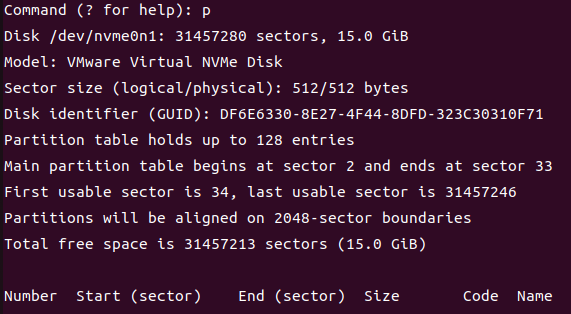 Command (? for help): p
Disk /dev/nvme0n1: 31457280 sectors, 15.0 GiB
Model: VMware Virtual NVMe Disk
Sector size (logical/physical): 512/512 bytes
Disk identifier (GUID): DF6E6330-8E27-4F44-8DFD-323C30310F71
Partition table holds up to 128 entries
Main partition table begins at sector 2 and ends at sector 33
First usable sector is 34, last usable sector is 31457246
Partitions will be aligned on 2048-sector boundaries
Total free space is 31457213 sectors (15.0 GiB)

Number  Start (sector)    End (sector)  Size       Code  Name